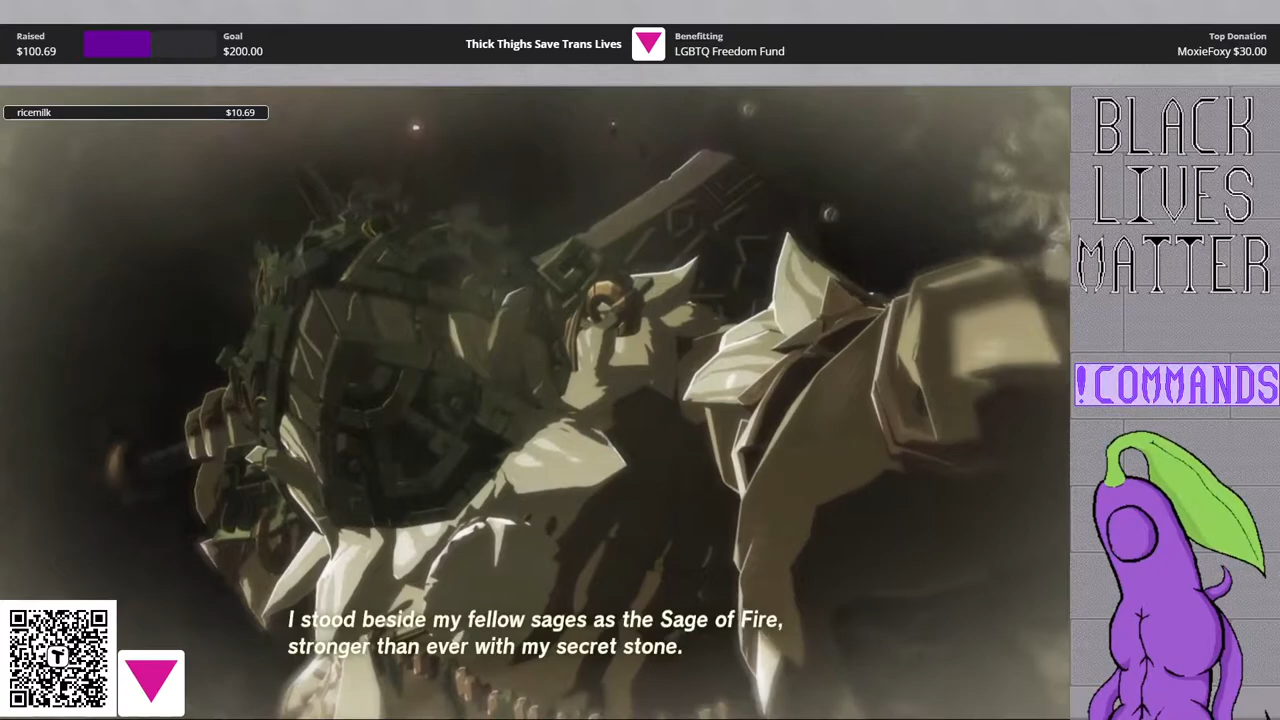 Raised
$100.69
Goal
$200.00
Thick Thighs Save Trans Lives
Benefitting
LGBTQ Freedom Fund
Top Donation
MoxieFoxy $30.00
ricemilk $10.69
BLACK
LIVES
MATTER
!COMMANDS
I stood beside my fellow sages as the Sage of Fire,
stronger than ever with my secret stone.